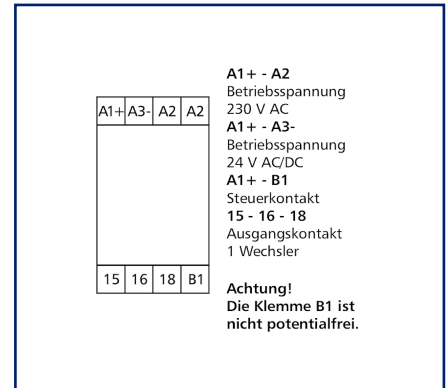 A1+ A3- A2 A2
15 16 18 B1
A1+ - A2
Betriebsspannung
230 V AC
A1+ - A3-
Betriebsspannung
24 V AC/DC
A1+ - B1
Steuerkontakt
15 - 16 - 18
Ausgangskontakt
1 Wechsler
Achtung!
Die Klemme B1 ist
nicht potentialfrei.